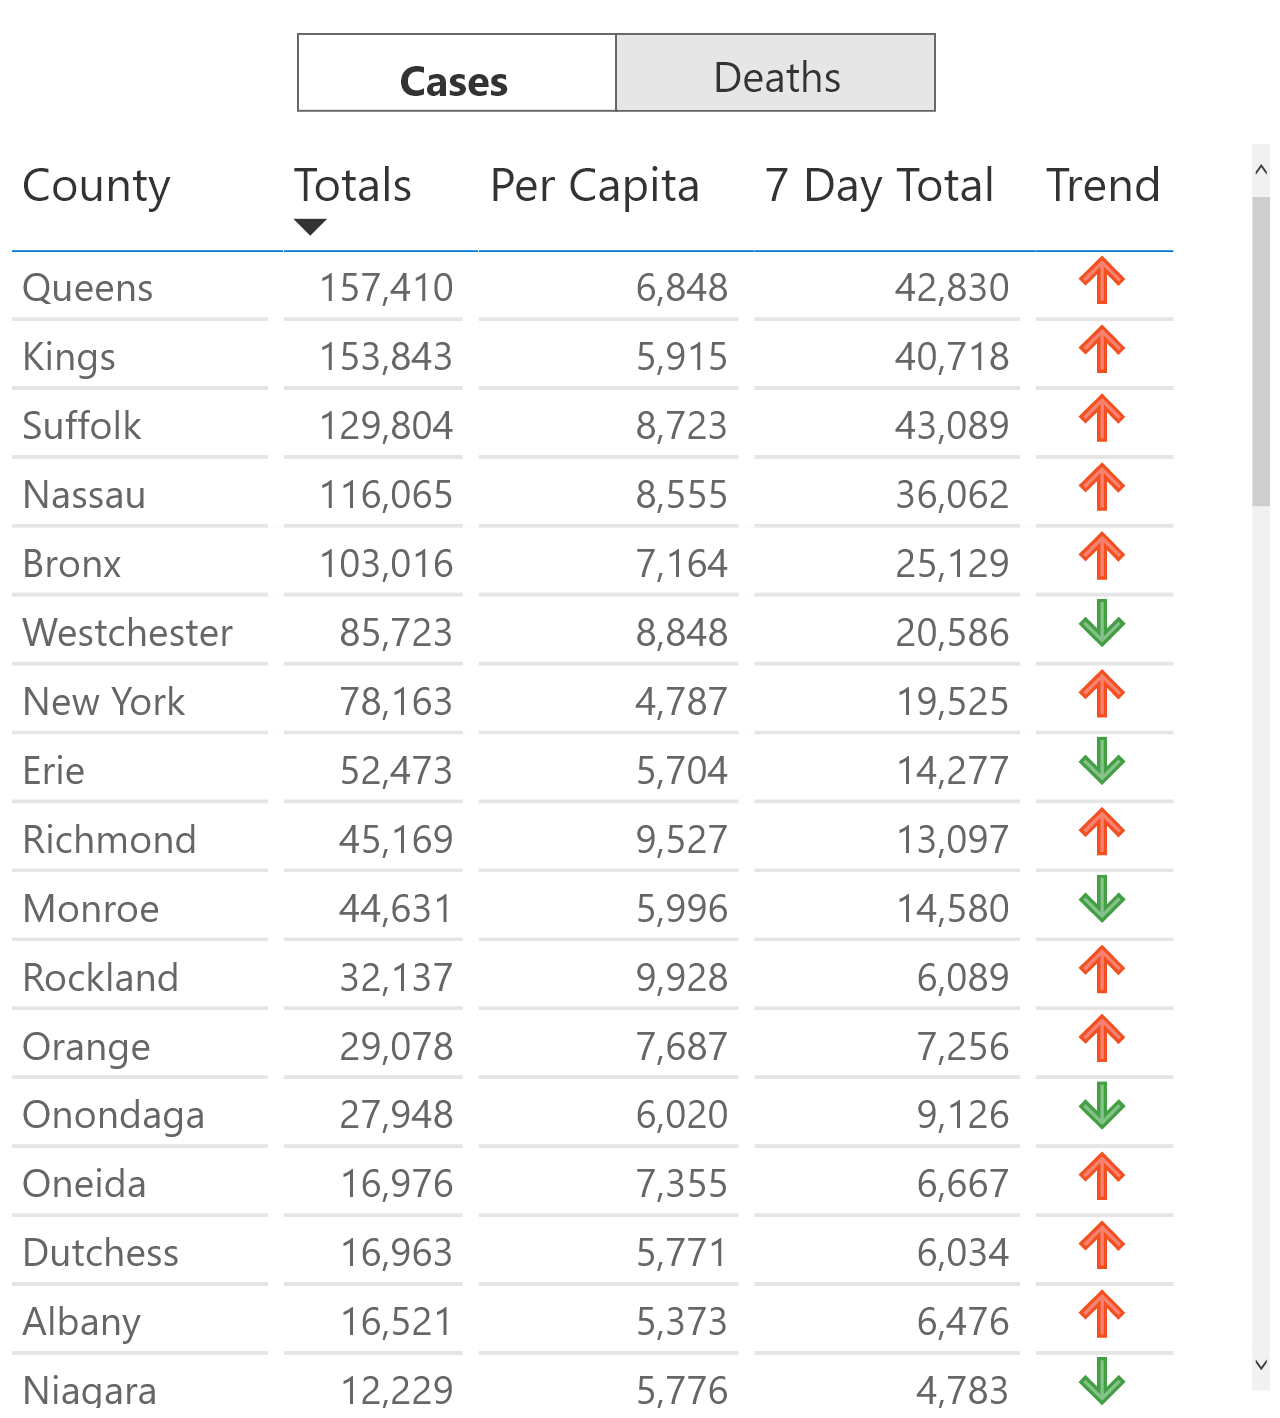 Cases Deaths
County Totals Per Capita 7 Day Total Trend
Queens 157,410 6,848 42,830
Kings 153,843 5,915 40,718
Suffolk 129,804 8,723 43,089
Nassau 116,065 8,555 36,062
Bronx 103,016 7,164 25,129
Westchester 85,723 8,848 20,586
New York 78,163 4,787 19,525
Erie 52,473 5,704 14,277
Richmond 45,169 9,527 13,097
Monroe 44,631 5,996 14,580
Rockland 32,137 9,928 6,089
Orange 29,078 7,687 7,256
Onondaga 27,948 6,020 9,126
Oneida 16,976 7,355 6,667
Dutchess 16,963 5,771 6,034
Albany 16,521 5,373 6,476
Niagara 12,229 5,776 4,783